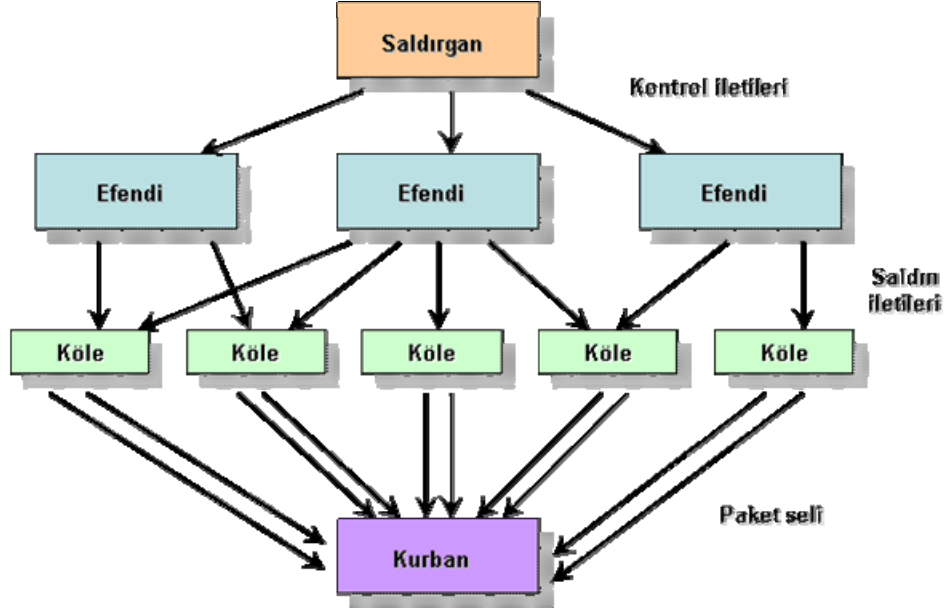 Saldırgan
Kontrol iletileri
Efendi
Efendi
Efendi
Saldırı
iletileri
Köle
Köle
Köle
Köle
Köle
Paket seli
Kurban